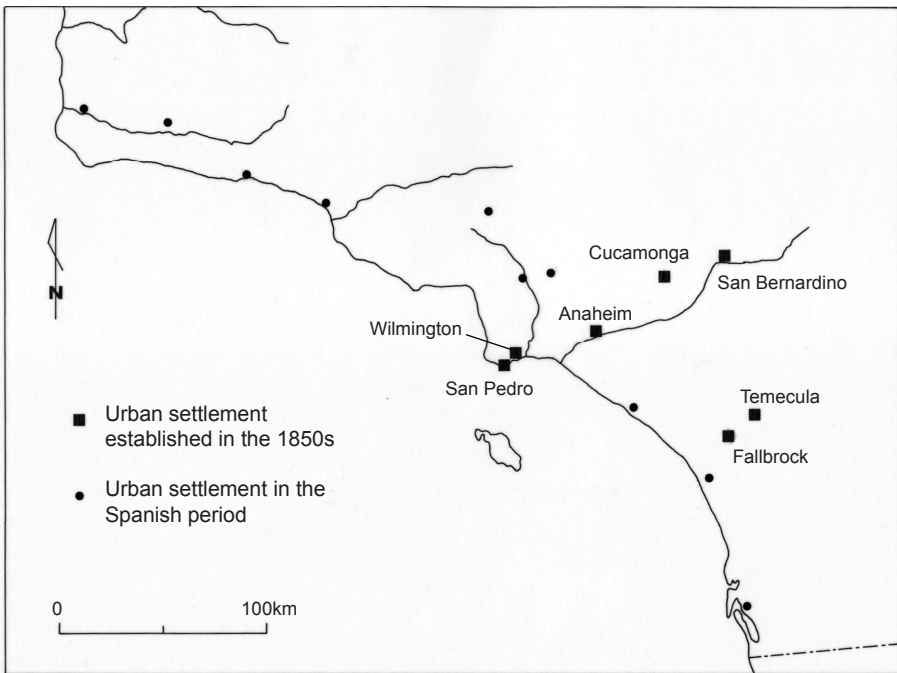 Cucamonga
San Bernardino
Anaheim
Wilmington
San Pedro
Temecula
Fallbrock
N
Urban settlement
established in the 1850s
Urban settlement in the
Spanish period
0 100km